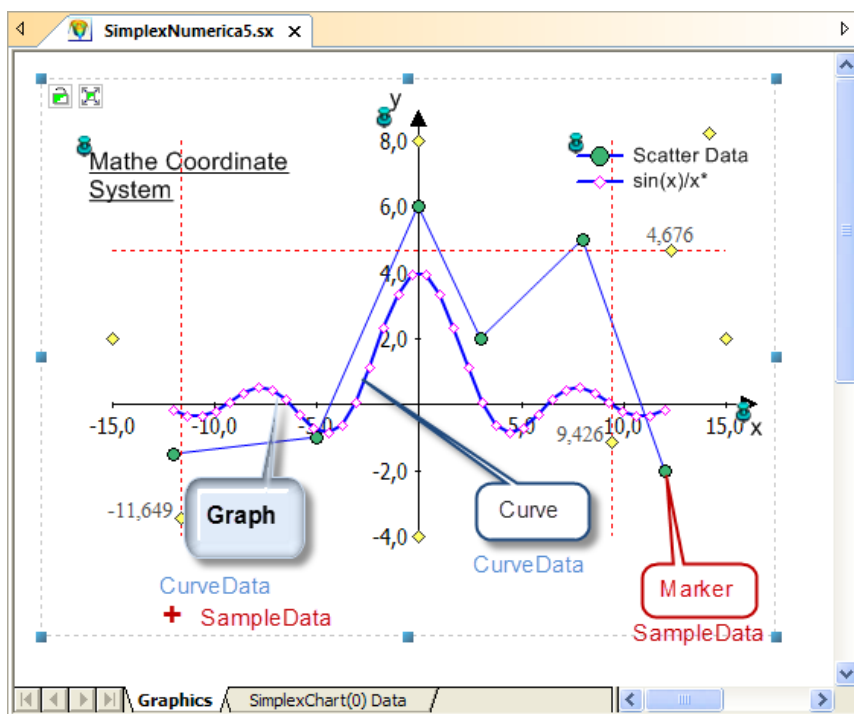 SimplexNumerica5.sx
y
Mathe Coordinate
System
8,0
Scatter Data
sin(x)/x*
6,0
4,676
4,0
2,0
-15,0 -10,0 -5,0 5,0 10,0 15,0 x
9,426
-2,0
-11,649
Graph
Curve
-4,0
CurveData
CurveData
Marker
+ SampleData
SampleData
Graphics SimplexChart(0) Data